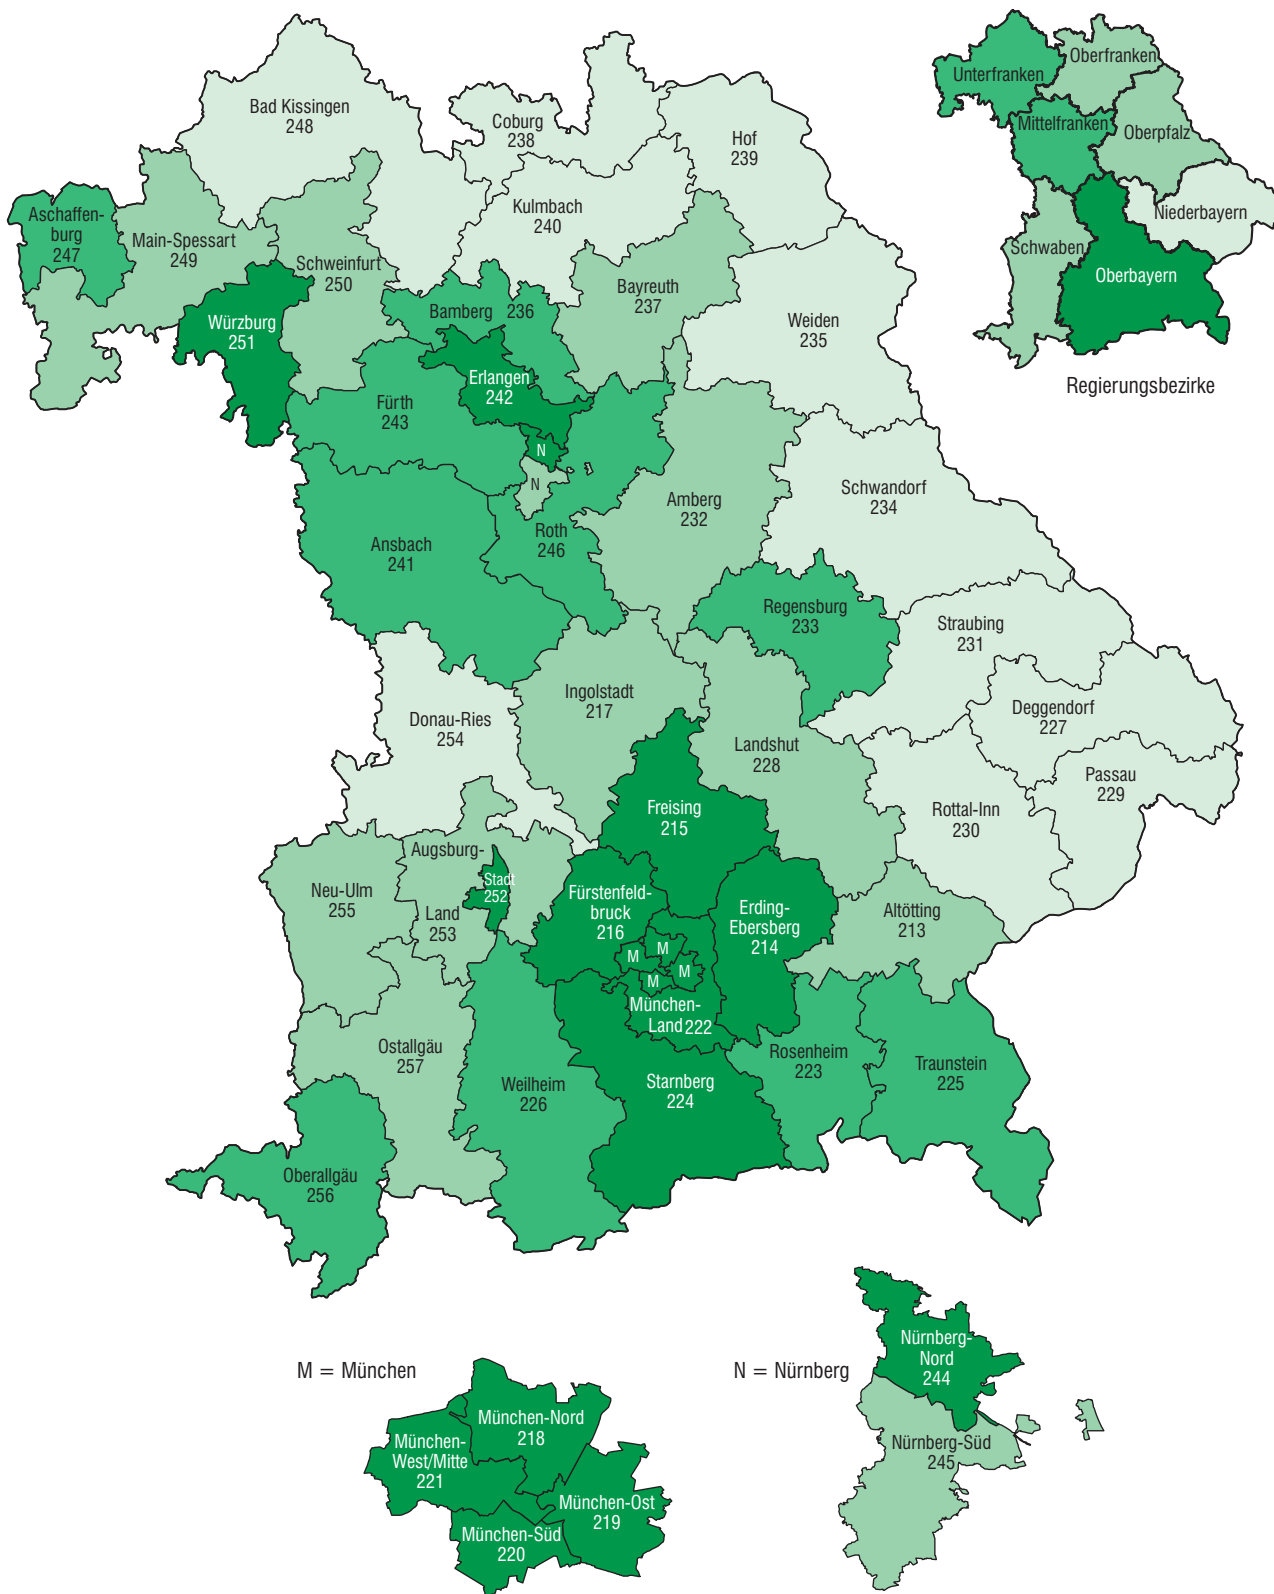 Bad Kissingen
248
Coburg
238
Hof
239
Kulmbach
240
Aschaffen-
burg
247
Main-Spessart
249
Schweinfurt
250
Würzburg
251
Bamberg 236
Bayreuth
237
Weiden
235
Erlangen
242
Fürth
243
N
N
Ansbach
241
Roth
246
Amberg
232
Schwandorf
234
Regensburg
233
Straubing
231
Deggendorf
227
Passau
229
Rottal-Inn
230
Landshut
228
Ingolstadt
217
Donau-Ries
254
Freising
215
Augsburg-
Stadt
252
Land
253
Neu-Ulm
255
Fürstenfeld-
bruck
216
Erding-
Ebersberg
214
Altötting
213
M
M
M
M
München-
Land 222
Ostallgäu
257
Weilheim
226
Starnberg
224
Rosenheim
223
Traunstein
225
Oberallgäu
256
Unterfranken
Oberfranken
Mittelfranken
Oberpfalz
Niederbayern
Schwaben
Oberbayern
Regierungsbezirke
M = München
München-Nord
218
München-
West/Mitte
221
München-Ost
219
München-Süd
220
N = Nürnberg
Nürnberg-
Nord
244
Nürnberg-Süd
245